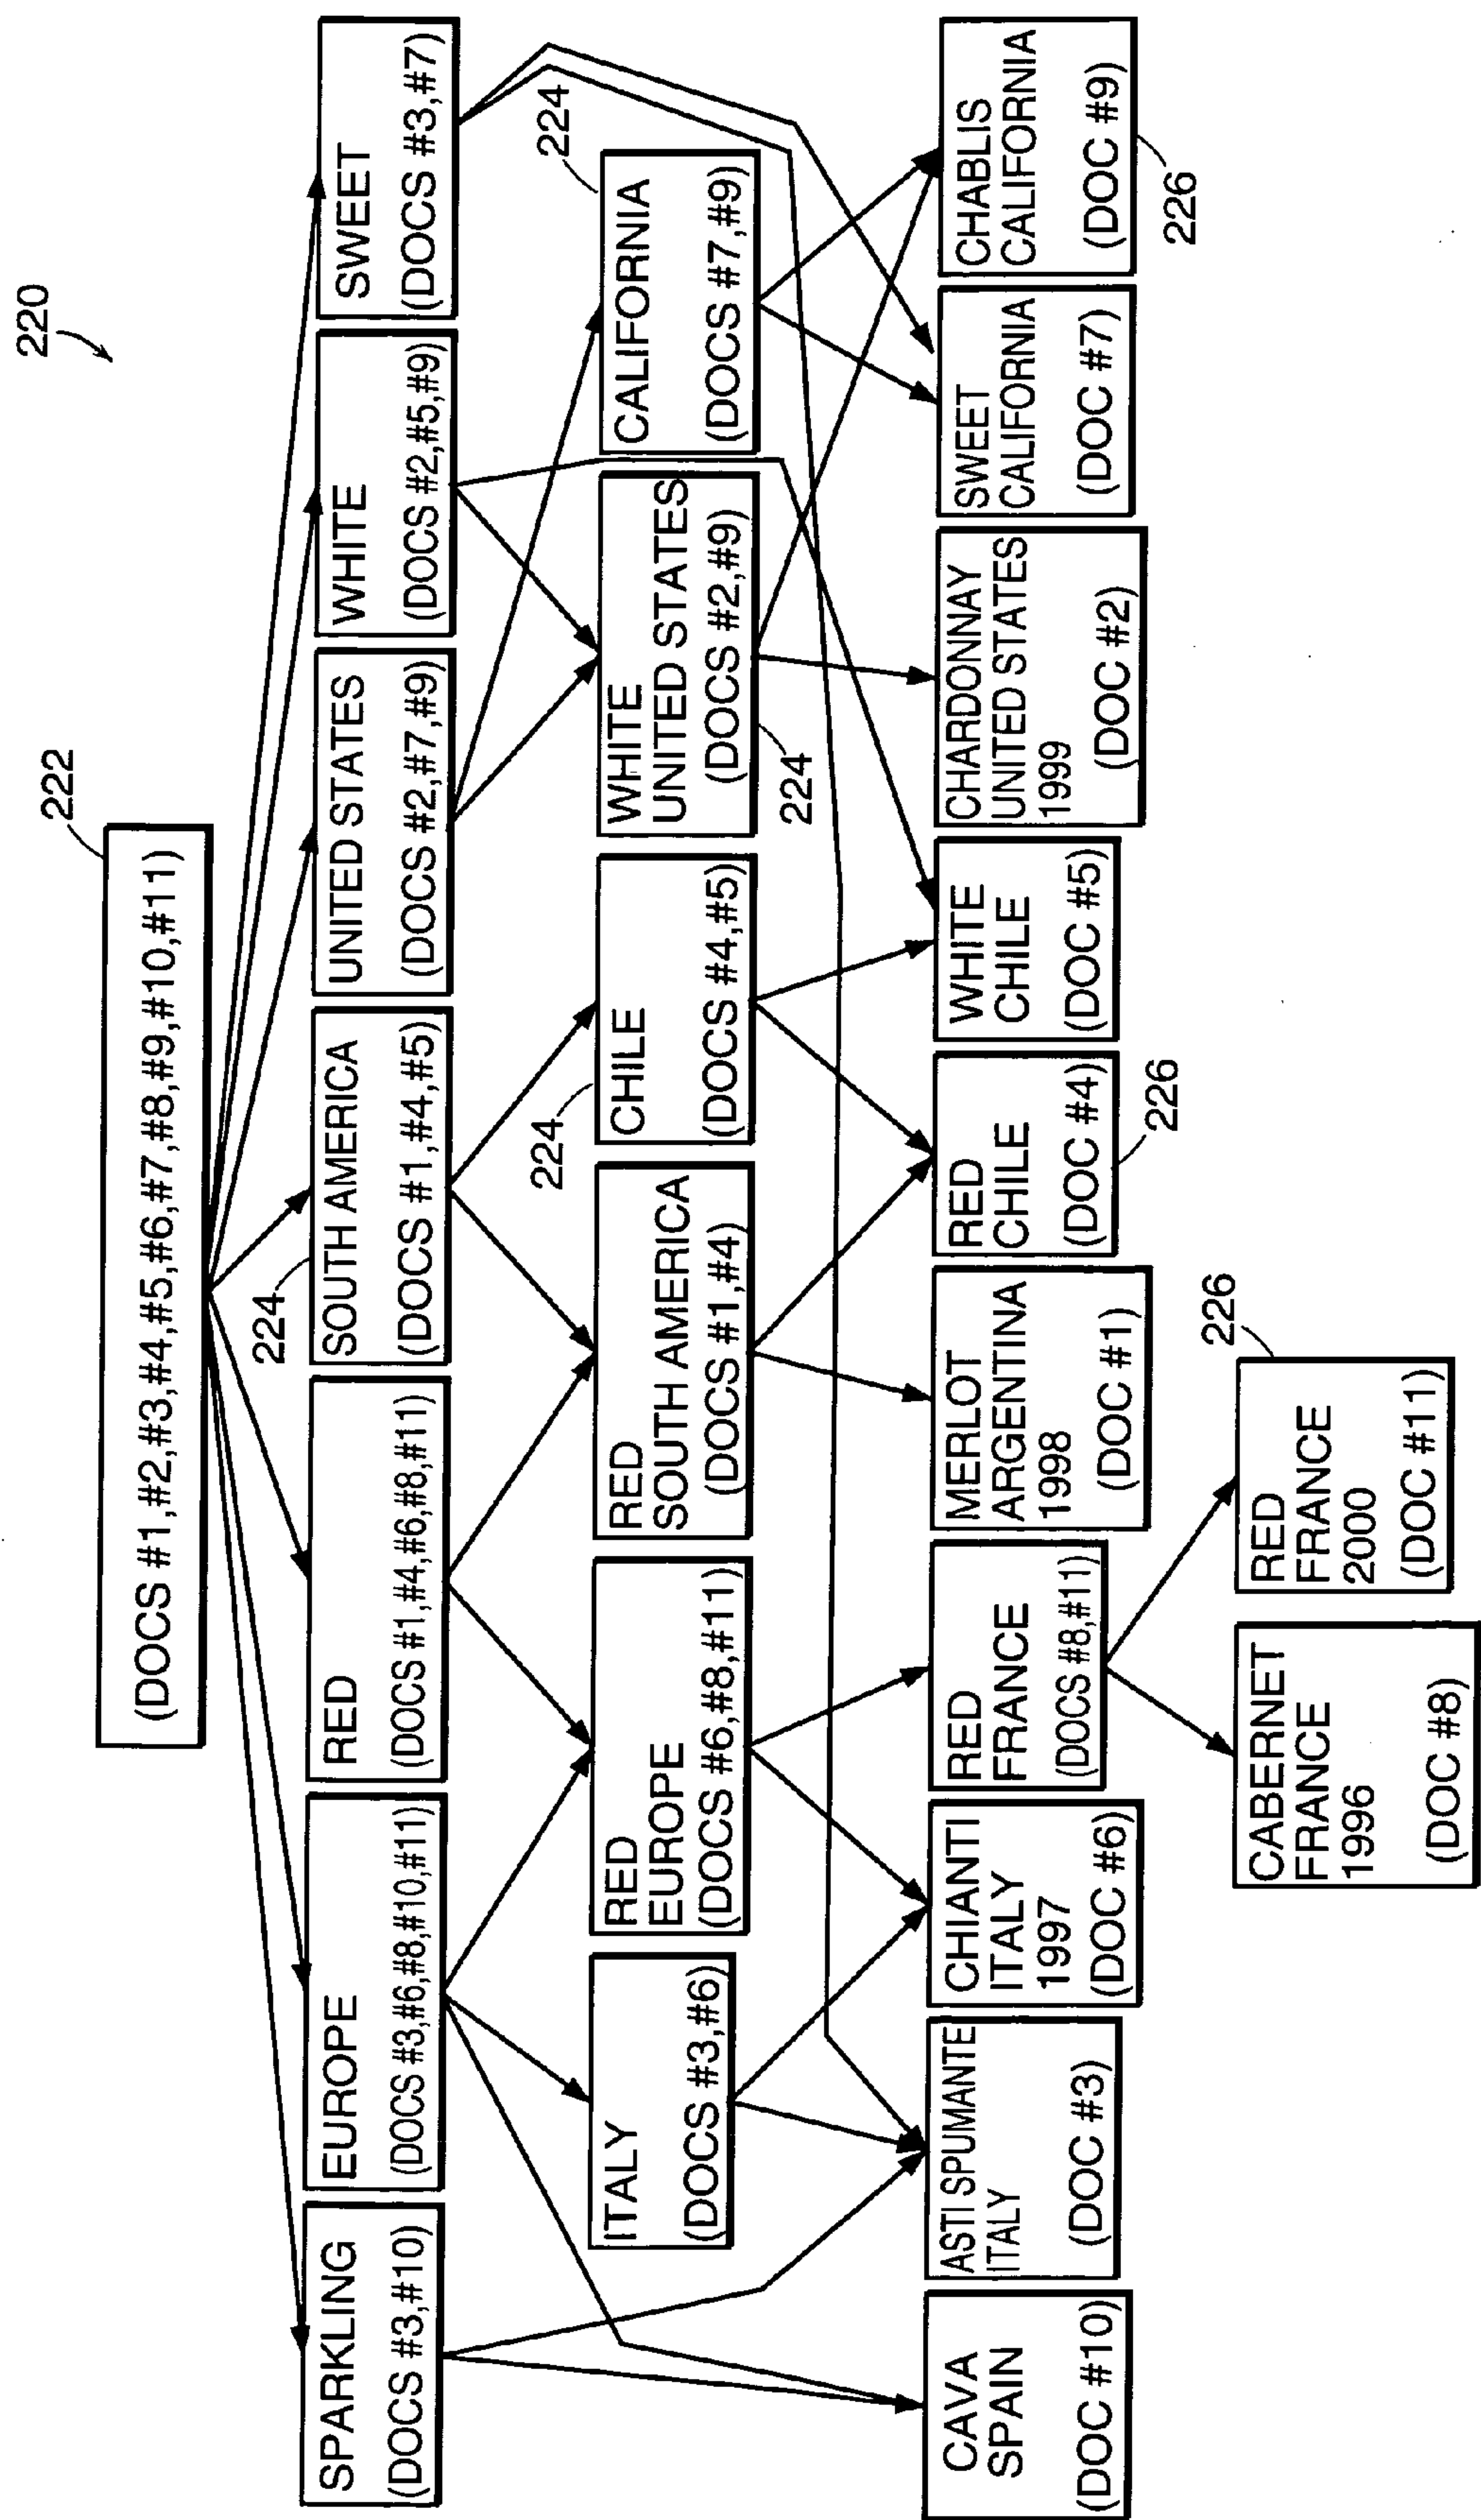 220
222
(DOCS #1,#2,#3,#4,#5,#6,#7,#8,#9,#10,#11)
SPARKLING
(DOCS #3,#10)
EUROPE
(DOCS #3,#6,#8,#10,#11)
RED
(DOCS #1,#4,#6,#8,#11)
224
SOUTH AMERICA
(DOCS #1,#4,#5)
UNITED STATES
(DOCS #2,#7,#9)
WHITE
(DOCS #2,#5,#9)
SWEET
(DOCS #3,#7)
ITALY
(DOCS #3,#6)
RED
EUROPE
(DOCS #6,#8,#11)
RED
SOUTH AMERICA
(DOCS #1,#4)
224
CHILE
(DOCS #4,#5)
WHITE
UNITED STATES
(DOCS #2,#9)
224
224
CALIFORNIA
(DOCS #7,#9)
CAVA
SPAIN
(DOC #10)
ASTI SPUMANTE
ITALY
(DOC #3)
CHIANTI
ITALY
1997
(DOC #6)
RED
FRANCE
(DOCS #8,#11)
MERLOT
ARGENTINA
1998
(DOC #1)
RED
CHILE
(DOC #4)
226
WHITE
CHILE
(DOC #5)
CHARDONNAY
UNITED STATES
1999
(DOC #2)
SWEET
CALIFORNIA
(DOC #7)
CHABLIS
CALIFORNIA
(DOC #9)
226
CABERNET
FRANCE
1996
(DOC #8)
RED
FRANCE
2000
(DOC #11)
226